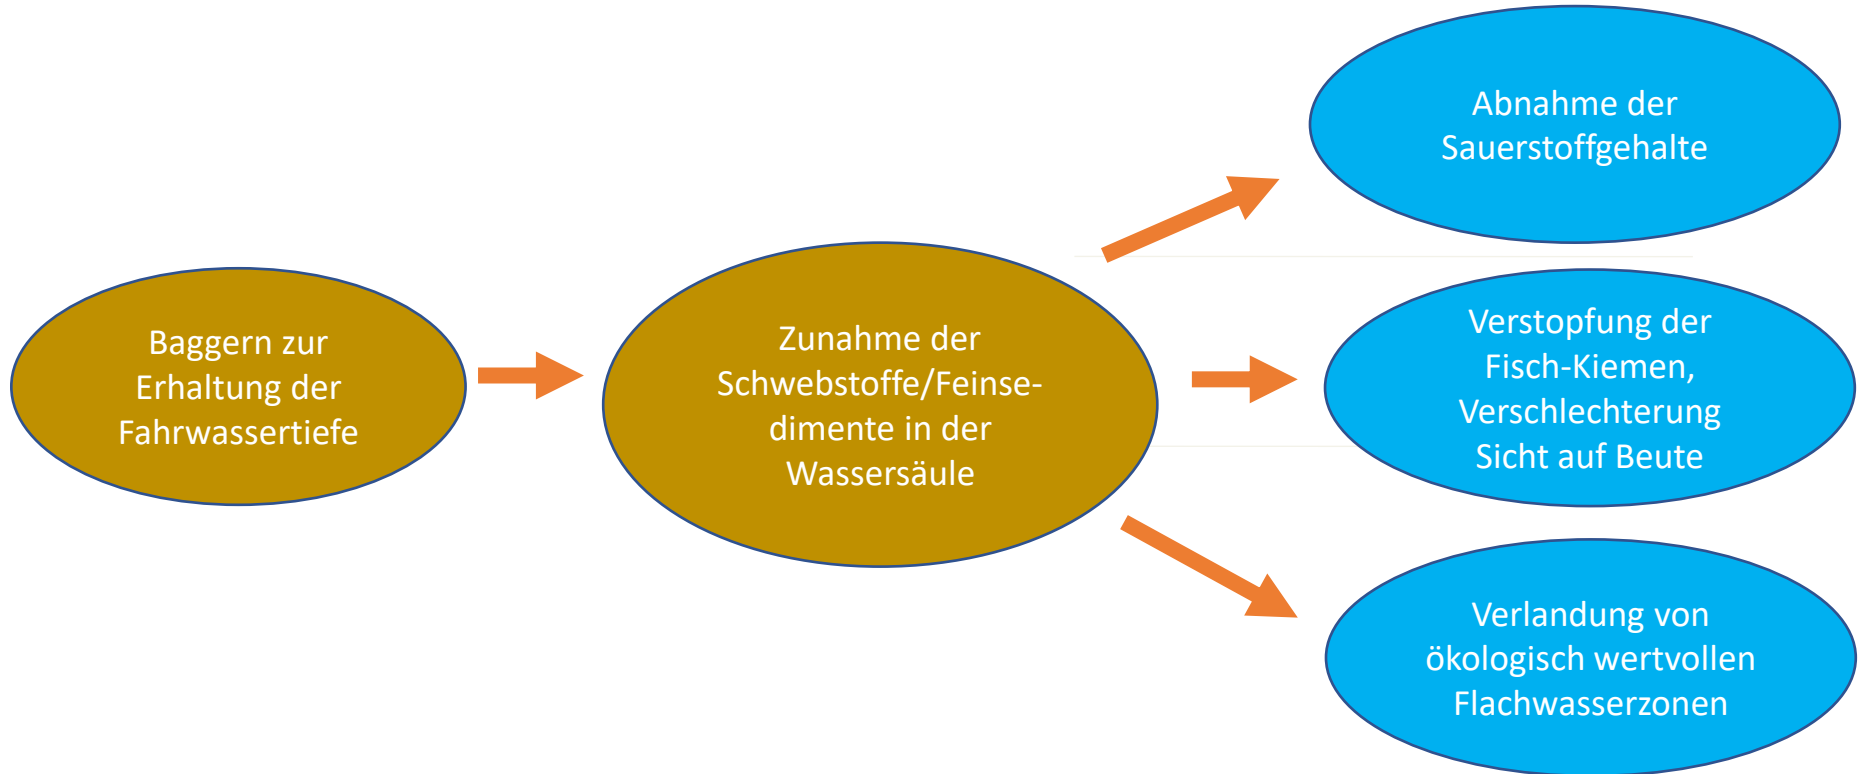 Baggern zur
Erhaltung der
Fahrwassertiefe
Zunahme der
Schwebstoffe/Feinse-
dimente in der
Wassersäule
Abnahme der
Sauerstoffgehalte
Verstopfung der
Fisch-Kiemen,
Verschlechterung
Sicht auf Beute
Verlandung von
ökologisch wertvollen
Flachwasserzonen